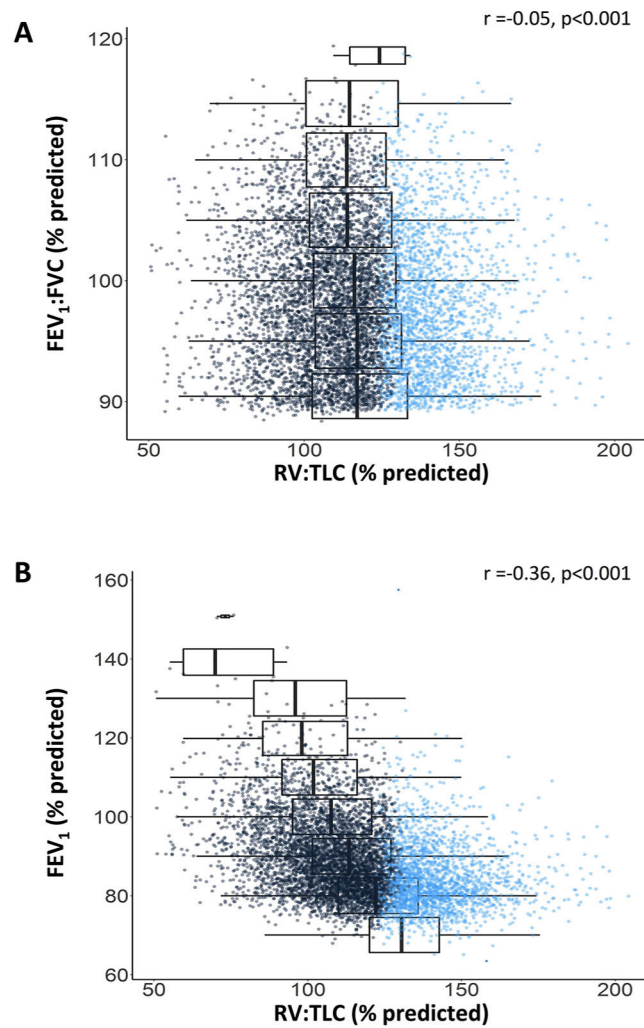 A
r =-0.05, p<0.001
120
110
100
90
FEV1:FVC (% predicted)
50 100 150 200
RV:TLC (% predicted)
B
r =-0.36, p<0.001
160
140
120
100
80
60
FEV1 (% predicted)
50 100 150 200
RV:TLC (% predicted)